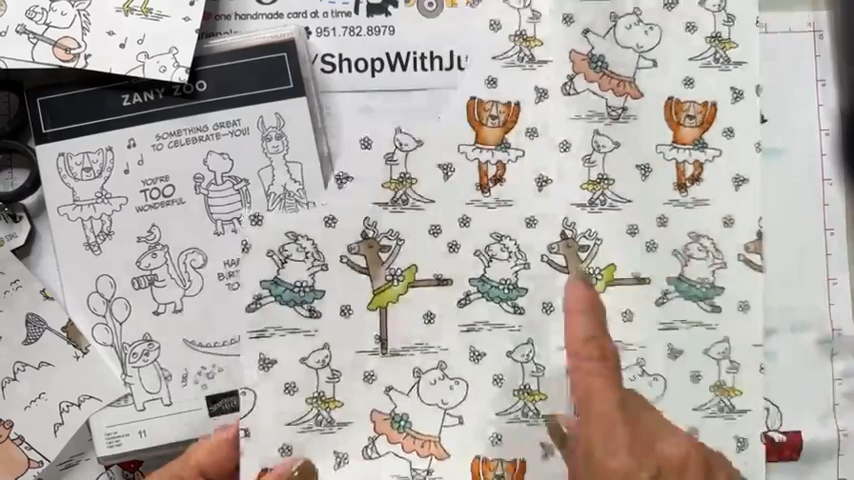 one handmade card at a time
951.782.8979
/ShopWithJu
ZANY ZOO
SOMETHING GREAT
TO CELEBRATE-YOU!
YOU'RE
TOO
WONDERFUL
11